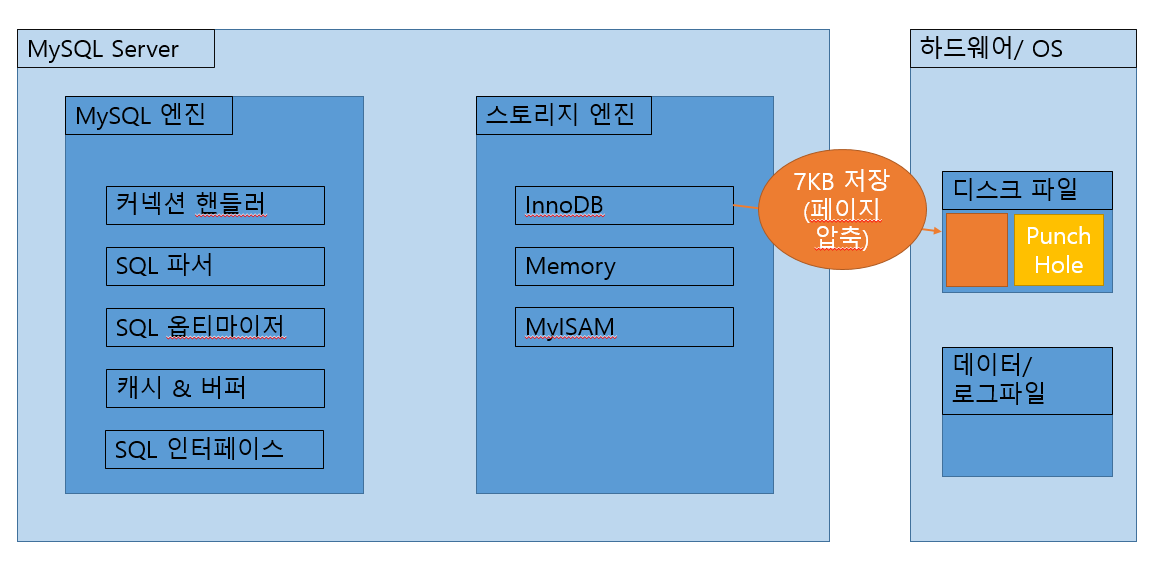 MySQL Server
MySQL 엔진
커넥션 핸들러
SQL 파서
SQL 옵티마이저
캐시 & 버퍼
SQL 인터페이스
스토리지 엔진
InnoDB
Memory
MyISAM
7KB 저장
(페이지
압축)
하드웨어/ OS
디스크 파일
Punch
Hole
데이터/
로그파일